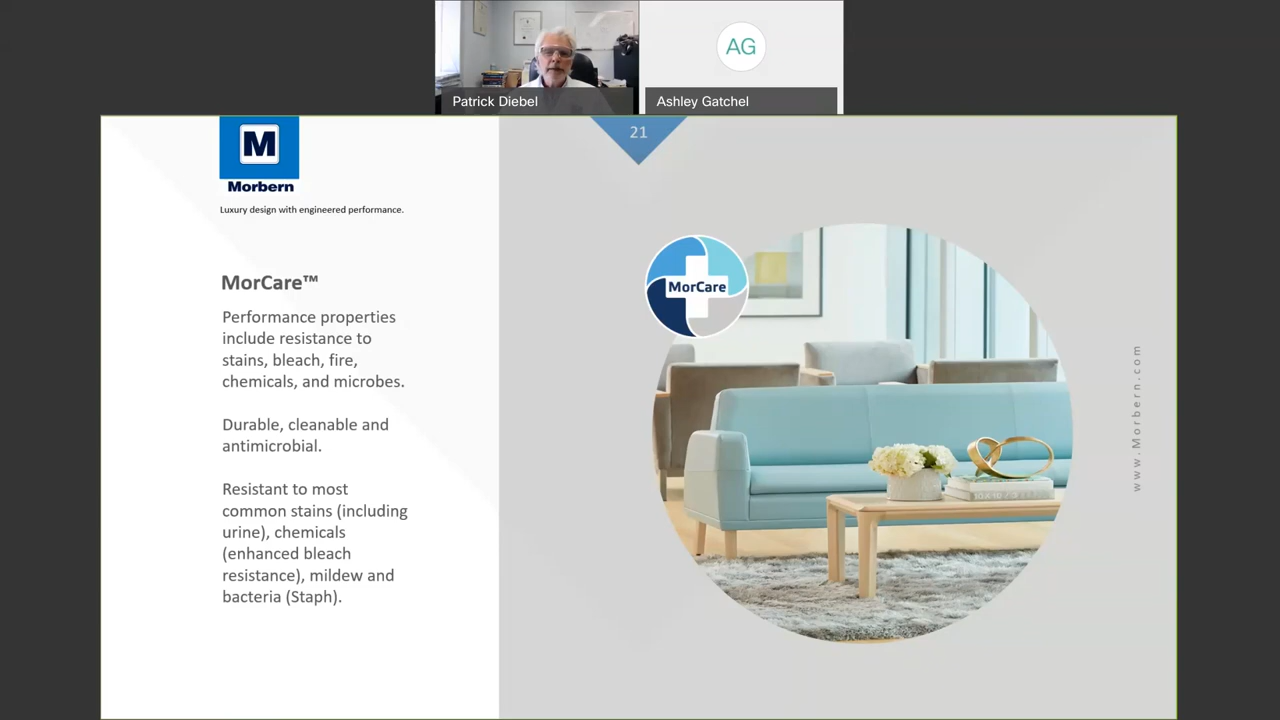 AG
Patrick Diebel
Ashley Gatchel
21
M
Morbern
Luxury design with engineered performance.
MorCare™
Performance properties
include resistance to
stains, bleach, fire,
chemicals, and microbes.
Durable, cleanable and
antimicrobial.
Resistant to most
common stains (including
urine), chemicals
(enhanced bleach
resistance), mildew and
bacteria (Staph).
MorCare
www.Morbern.com